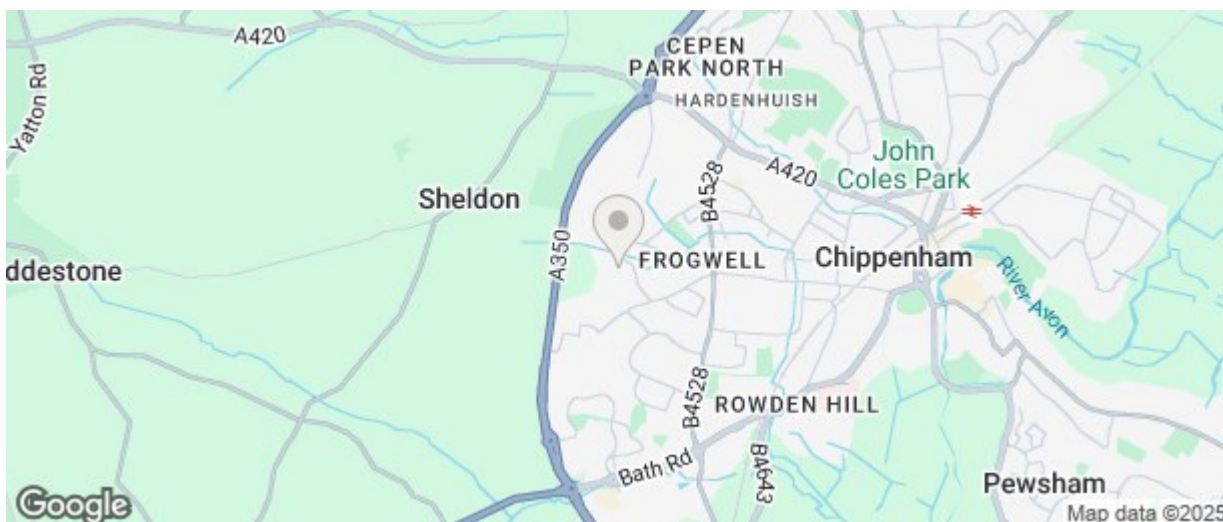 A420
Yatton Rd
CEPEN
PARK NORTH
HARDENHUISH
A420
John
Coles Park
Sheldon
B4528
A350
FROGWELL
Chippenham
ddestone
River Avon
B4528
ROWDEN HILL
Bath Rd
B4643
Pewsham
Google
Map data ©2025